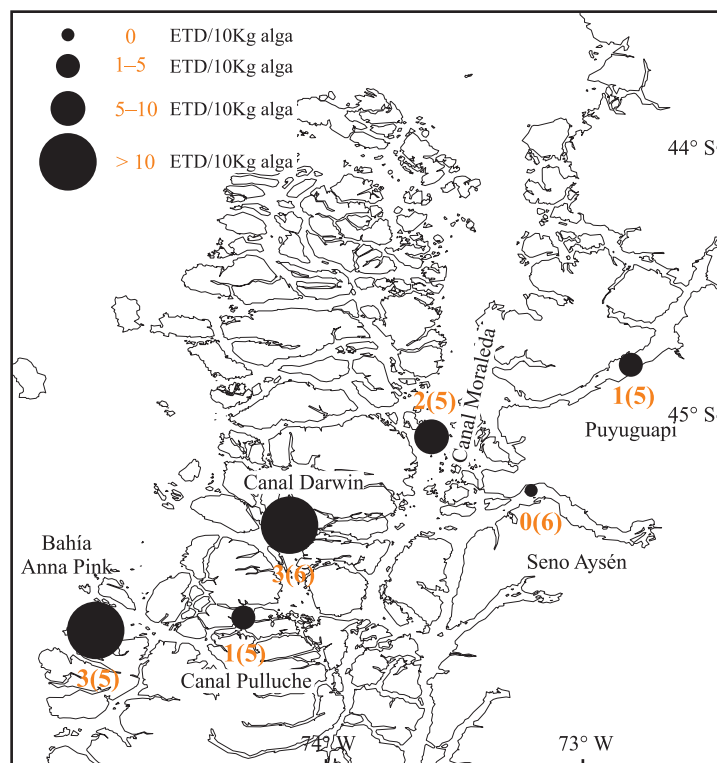 0 ETD/10Kg alga
1–5 ETD/10Kg alga
5–10 ETD/10Kg alga
> 10 ETD/10Kg alga
44° S
Canal Moraleda
2(5)
1(5)
45° S
Puyuguapi
Canal Darwin
0(6)
Bahía
Anna Pink
3(6)
Seno Aysén
1(5)
3(5)
Canal Pulluche
74° W
73° W